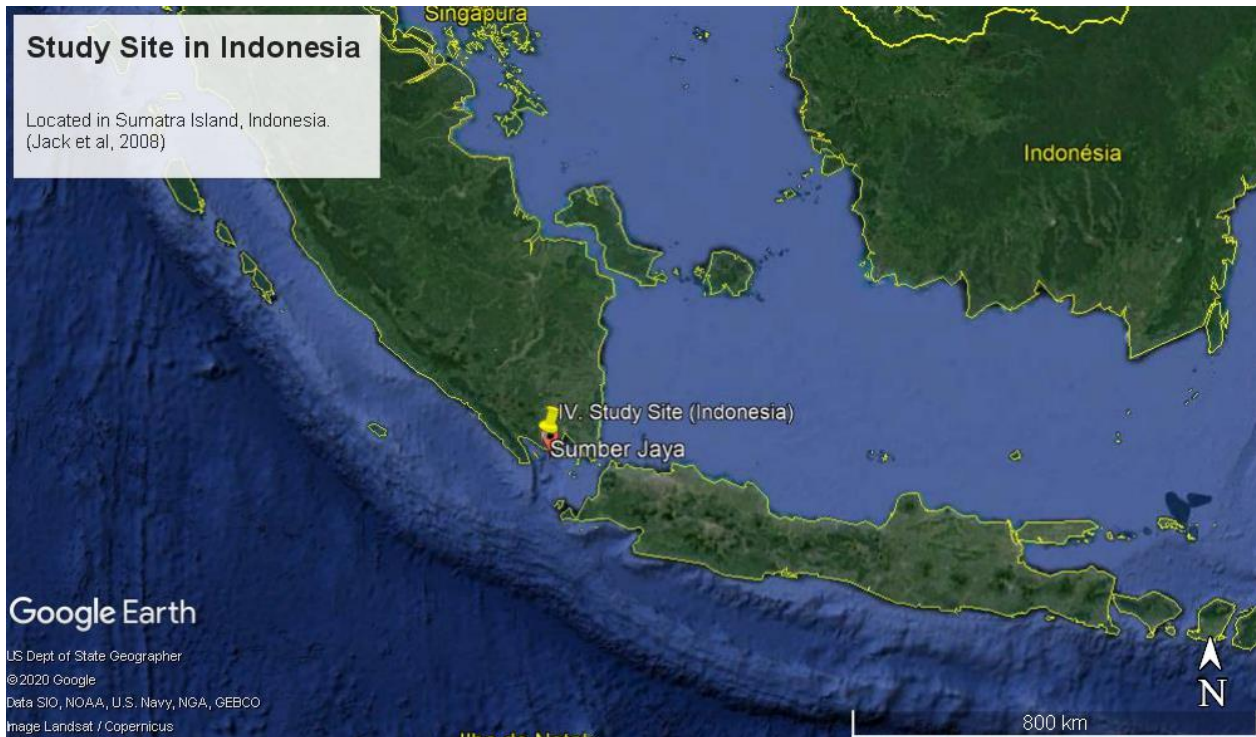 Singapura
Study Site in Indonesia
Located in Sumatra Island, Indonesia.
(Jack et al, 2008)
Indonésia
IV. Study Site (Indonesia)
Sumber Jaya
Google Earth
US Dept of State Geographer
©2020 Google
Data SIO, NOAA, U.S. Navy, NGA, GEBCO
Image Landsat / Copernicus
N
800 km